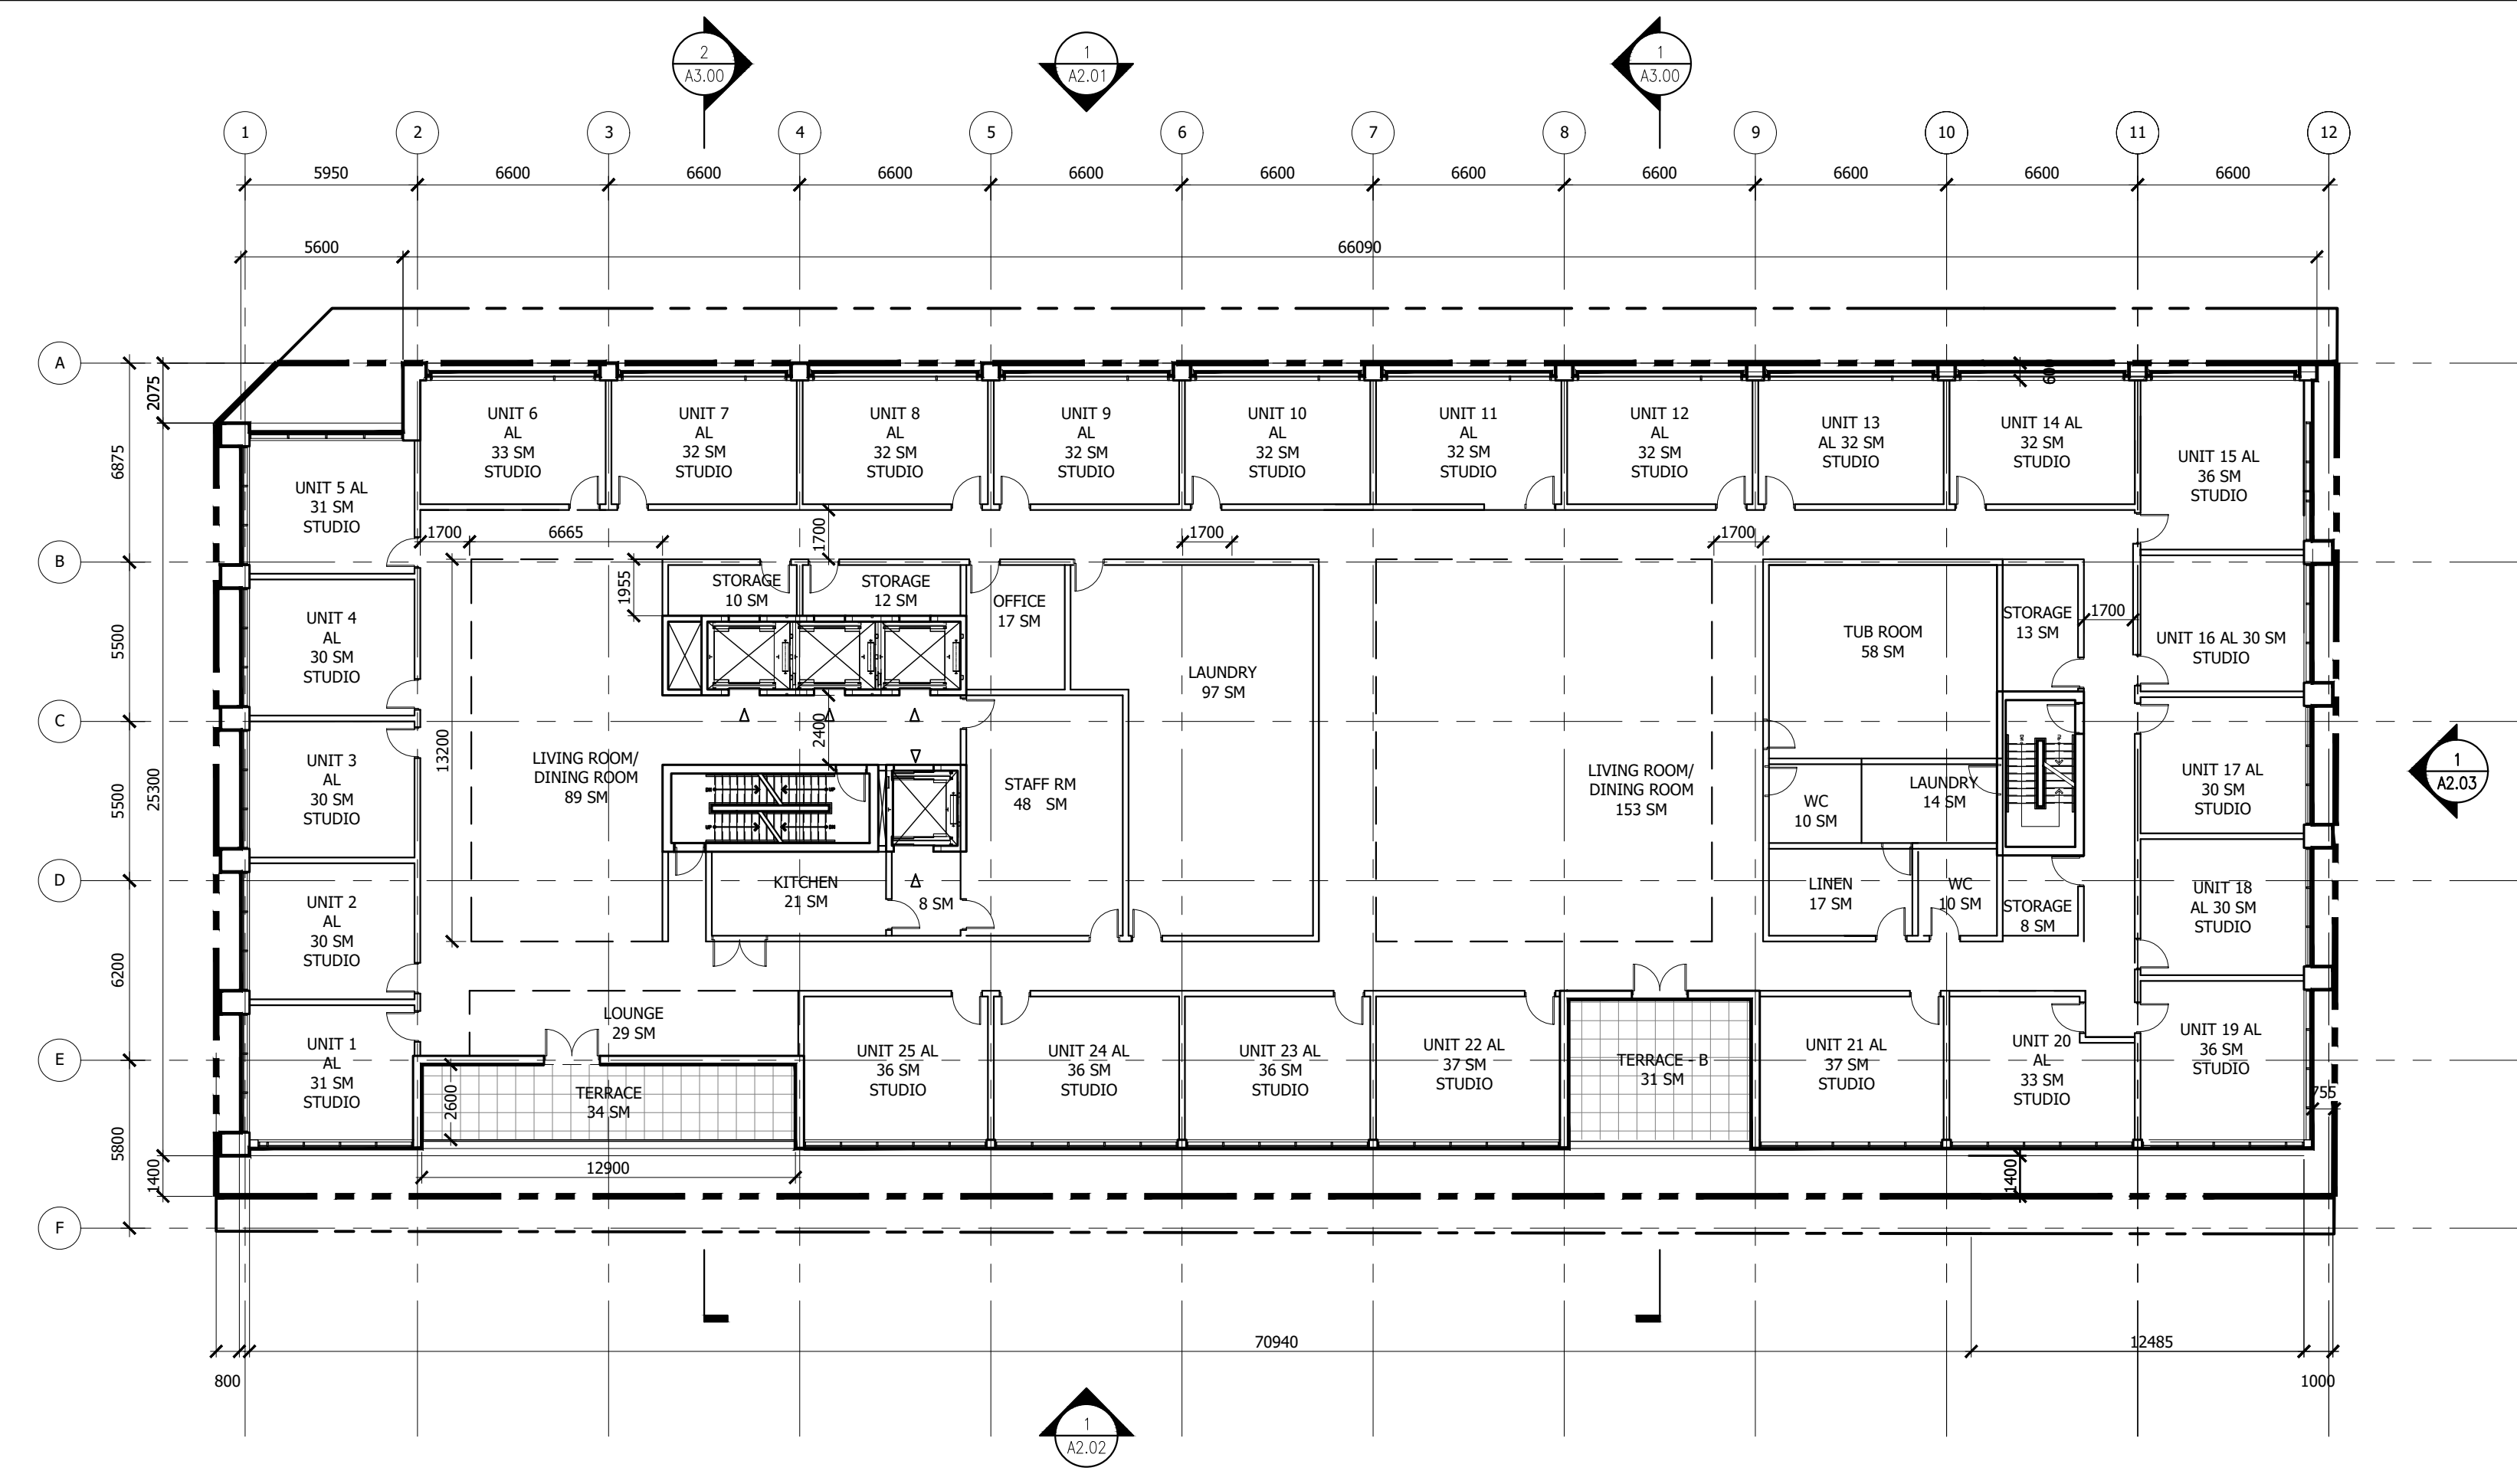 2
A3.00
1
A2.01
1
A3.00
1
2
3
4
5
6
7
8
9
10
11
12
5950
6600
6600
6600
6600
6600
6600
6600
6600
6600
6600
5600
66090
A
B
C
D
E
F
2075
6875
5500
5500
6200
5800
25300
1400
600
UNIT 6
AL
33 SM
STUDIO
UNIT 7
AL
32 SM
STUDIO
UNIT 8
AL
32 SM
STUDIO
UNIT 9
AL
32 SM
STUDIO
UNIT 10
AL
32 SM
STUDIO
UNIT 11
AL
32 SM
STUDIO
UNIT 12
AL
32 SM
STUDIO
UNIT 13
AL 32 SM
STUDIO
UNIT 14 AL
32 SM
STUDIO
UNIT 15 AL
36 SM
STUDIO
UNIT 5 AL
31 SM
STUDIO
1700
6665
1700
1700
1700
1955
STORAGE
10 SM
STORAGE
12 SM
OFFICE
17 SM
UNIT 4
AL
30 SM
STUDIO
LAUNDRY
97 SM
TUB ROOM
58 SM
STORAGE
13 SM
1700
UNIT 16 AL 30 SM
STUDIO
2400
13200
UNIT 3
AL
30 SM
STUDIO
LIVING ROOM/
DINING ROOM
89 SM
STAFF RM
48 SM
LIVING ROOM/
DINING ROOM
153 SM
WC
10 SM
LAUNDRY
14 SM
UNIT 17 AL
30 SM
STUDIO
1
A2.03
UNIT 2
AL
30 SM
STUDIO
KITCHEN
21 SM
8 SM
LINEN
17 SM
WC
10 SM
STORAGE
8 SM
UNIT 18
AL 30 SM
STUDIO
LOUNGE
29 SM
UNIT 1
AL
31 SM
STUDIO
2600
TERRACE
34 SM
UNIT 25 AL
36 SM
STUDIO
UNIT 24 AL
36 SM
STUDIO
UNIT 23 AL
36 SM
STUDIO
UNIT 22 AL
37 SM
STUDIO
TERRACE - B
31 SM
UNIT 21 AL
37 SM
STUDIO
UNIT 20
AL
33 SM
STUDIO
UNIT 19 AL
36 SM
STUDIO
755
12900
1400
70940
12485
800
1000
1
A2.02